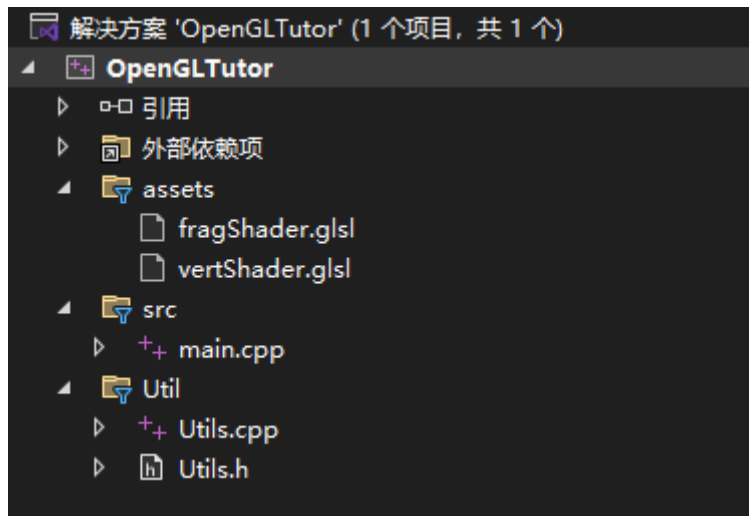 解决方案 'OpenGLTutor' (1 个项目，共 1 个)
OpenGLTutor
引用
外部依赖项
assets
fragShader.glsl
vertShader.glsl
src
main.cpp
Util
Utils.cpp
Utils.h